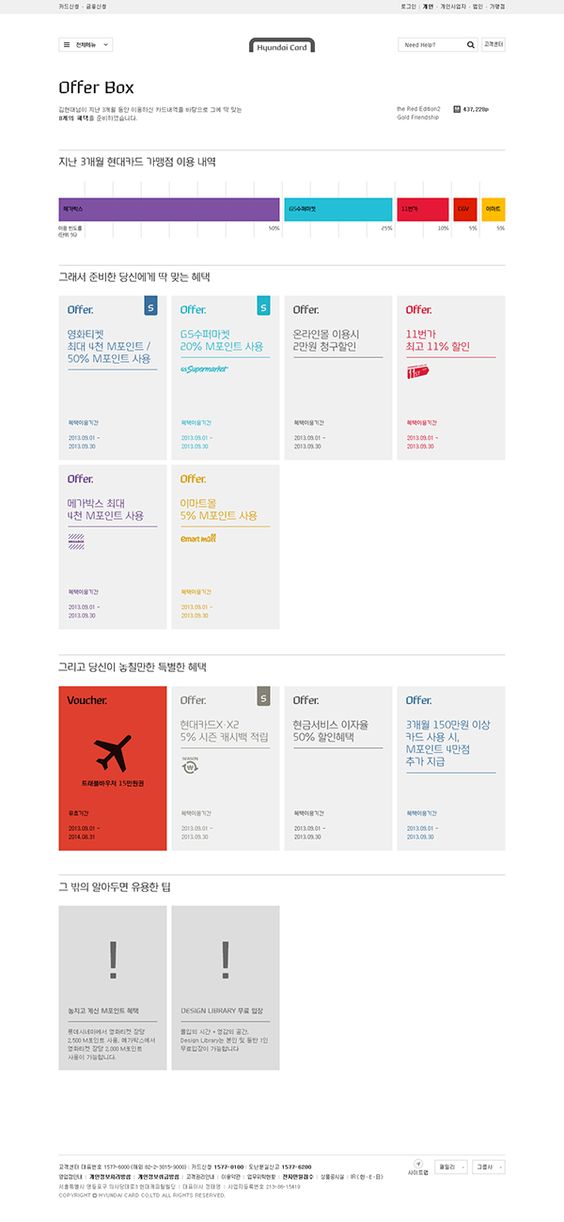 카드신청 · 금융신청
로그인 | 개인 · 개인사업자 · 법인 · 가맹점
전체메뉴
Hyundai Card
Need Help?
고객센터
Offer Box
김현대님이 지난 3개월 동안 이용하신 카드내역을 바탕으로 그에 딱 맞는
8개의 혜택을 준비하였습니다.
the Red Edition2
Gold Friendship
M 437,220p
지난 3개월 현대카드 가맹점 이용 내역
메가박스
GS수퍼마켓
11번가
CGV
이마트
이용 빈도률
(단위 %)
50%
25%
10%
5%
5%
그래서 준비한 당신에게 딱 맞는 혜택
Offer.
S
영화티켓
최대 4천 M포인트 /
50% M포인트 사용
혜택이용기간
2013.09.01 ~
2013.09.30
Offer.
S
GS수퍼마켓
20% M포인트 사용
GS Supermarket
혜택이용기간
2013.09.01 ~
2013.09.30
Offer.
온라인몰 이용시
2만원 청구할인
혜택이용기간
2013.09.01 ~
2013.09.30
Offer.
11번가
최고 11% 할인
혜택이용기간
2013.09.01 ~
2013.09.30
Offer.
메가박스 최대
4천 M포인트 사용
혜택이용기간
2013.09.01 ~
2013.09.30
Offer.
이마트몰
5% M포인트 사용
emart mall
혜택이용기간
2013.09.01 ~
2013.09.30
그리고 당신이 놓칠만한 특별한 혜택
Voucher.
트래블바우처 15만원권
유효기간
2013.09.01 ~
2014.08.31
Offer.
S
현대카드X·X2
5% 시즌 캐시백 적립
SEASON
혜택이용기간
2013.09.01 ~
2013.09.30
Offer.
현금서비스 이자율
50% 할인혜택
혜택이용기간
2013.09.01 ~
2013.09.30
Offer.
3개월 150만원 이상
카드 사용 시,
M포인트 4만점
추가 지급
혜택이용기간
2013.09.01 ~
2013.09.30
그 밖의 알아두면 유용한 팁
!
놓치고 계신 M포인트 혜택
롯데시네마에서 영화티켓 장당
2,500 M포인트 사용, 메가박스에서
영화티켓 장당 2,000 M포인트
사용이 가능합니다.
!
DESIGN LIBRARY 무료 입장
몰입의 시간 + 영감의 공간,
Design Library는 본인 및 동반 1인
무료입장이 가능합니다
고객센터 대표번호 1577-6000 (해외 82-2-3015-9000) | 카드신청 1577-0100 | 도난분실신고 1577-6200
영업점안내 | 개인정보처리방침 | 개인정보취급방침 | 고객권리안내 | 이용약관 | 업무위탁현황 | 전자민원접수 | 상품공시실 | IR (한·E·日)
서울특별시 영등포구 의사당대로3 현대캐피탈빌딩 | 대표이사 정태영 | 사업자등록번호 213-86-15419
COPYRIGHT © HYUNDAI CARD CO.LTD ALL RIGHTS RESERVED.
사이트맵
패밀리
그룹사